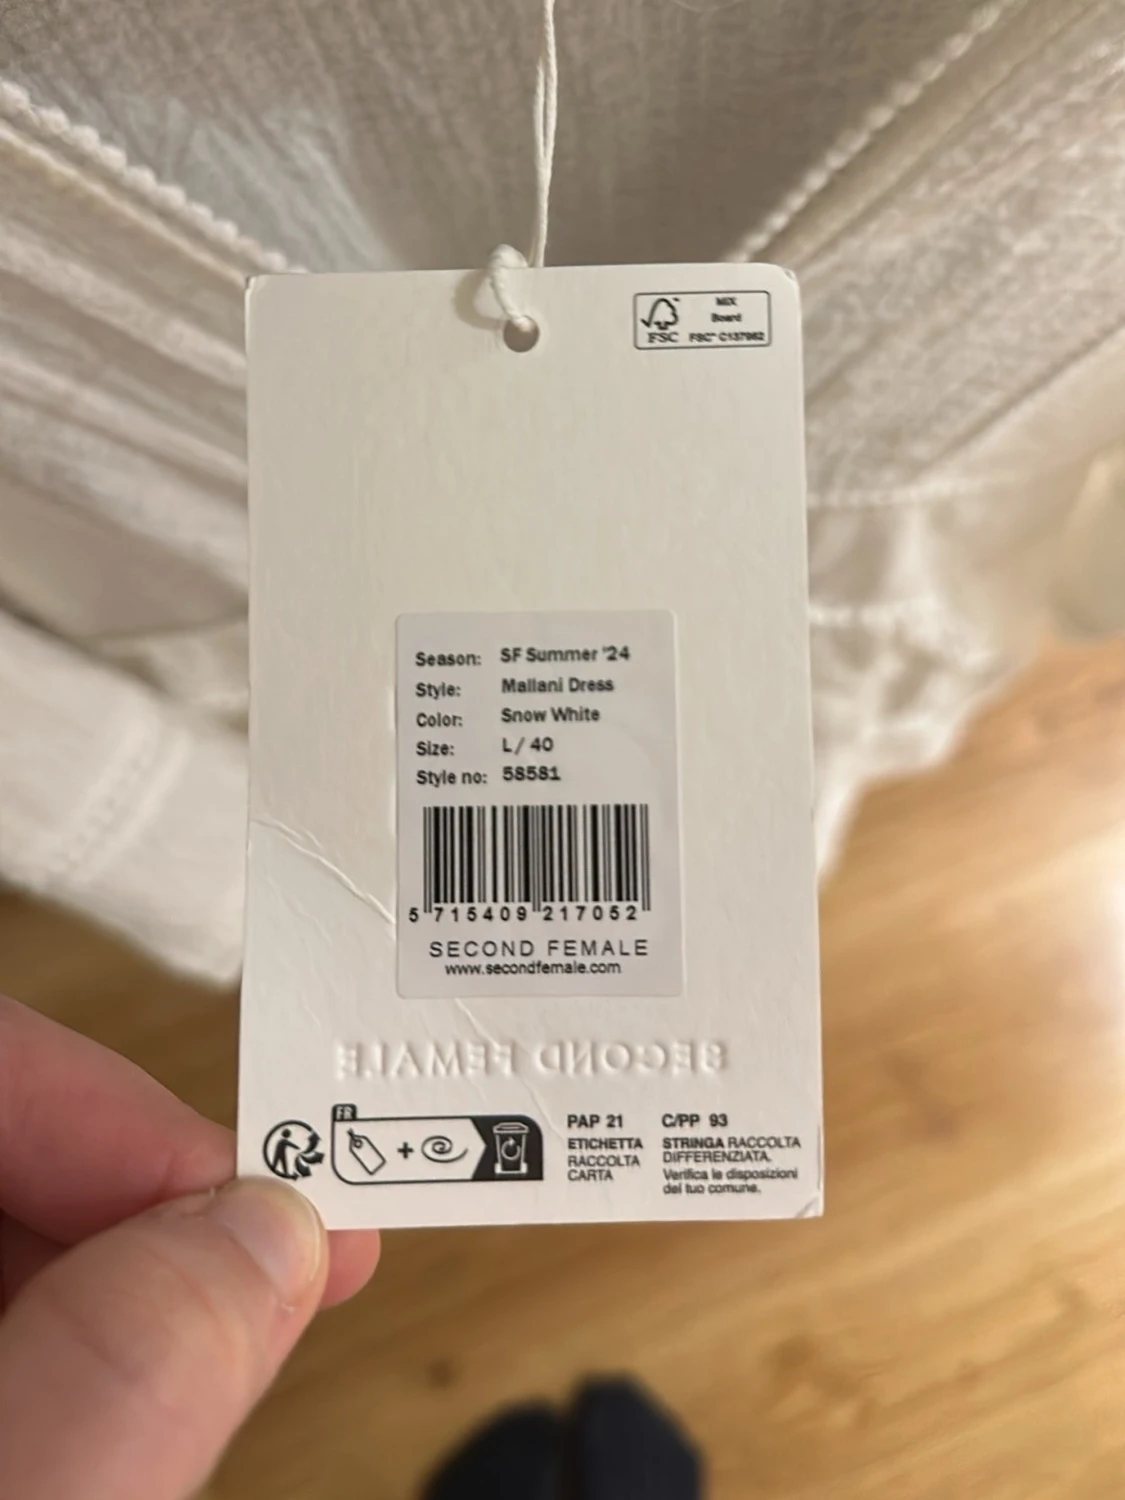 MIX
Board
FSC FSC® C137962
Season: SF Summer '24
Style: Mallani Dress
Color: Snow White
Size: L / 40
Style no: 58581
5 715409 217052
SECOND FEMALE
www.secondfemale.com
SECOND FEMALE
FR
+
PAP 21
ETICHETTA
RACCOLTA
CARTA
C/PP 93
STRINGA RACCOLTA
DIFFERENZIATA.
Verifica le disposizioni
del tuo comune.